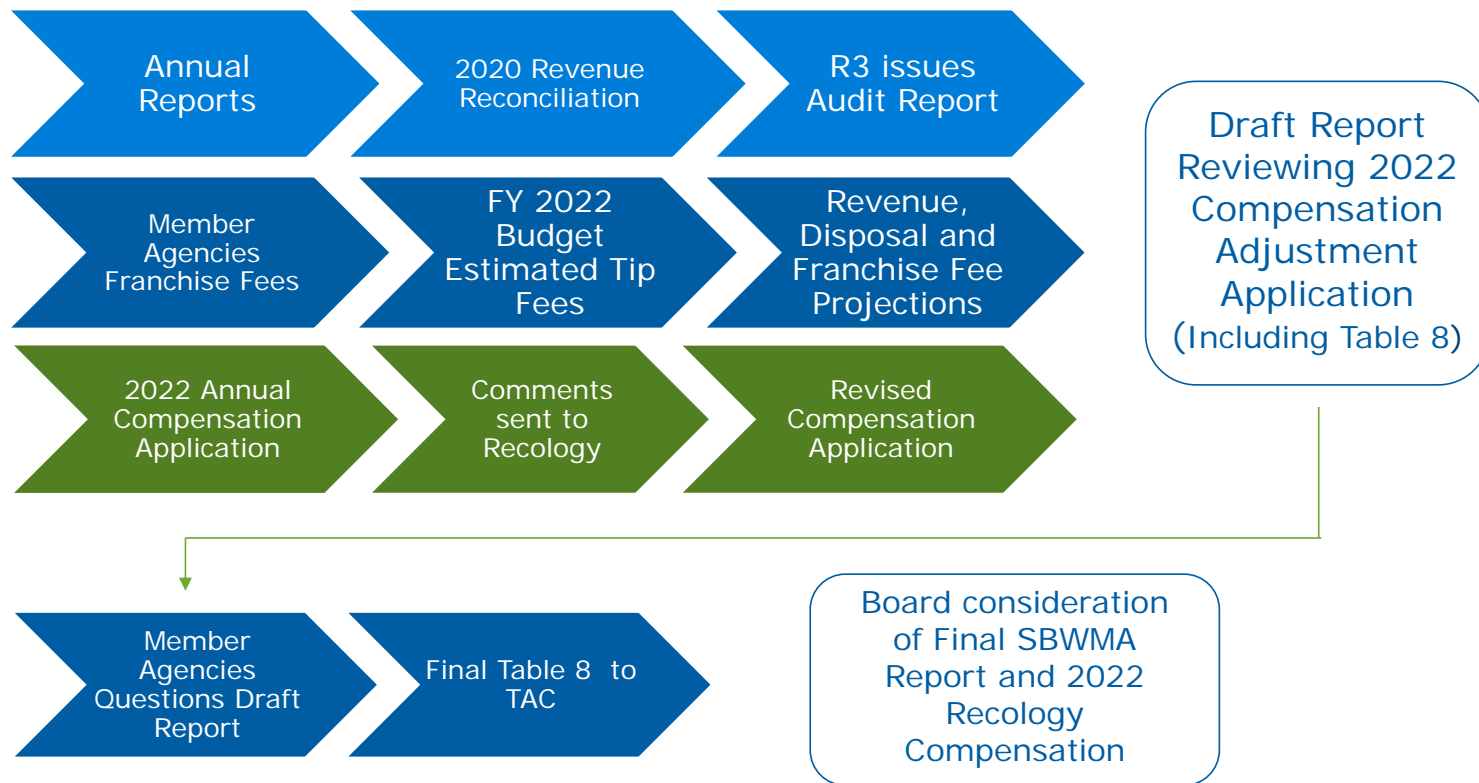 Annual
Reports
2020 Revenue
Reconciliation
R3 issues
Audit Report
Member
Agencies
Franchise Fees
FY 2022
Budget
Estimated Tip
Fees
Revenue,
Disposal and
Franchise Fee
Projections
2022 Annual
Compensation
Application
Comments
sent to
Recology
Revised
Compensation
Application
Draft Report
Reviewing 2022
Compensation
Adjustment
Application
(Including Table 8)
Member
Agencies
Questions Draft
Report
Final Table 8 to
TAC
Board consideration
of Final SBWMA
Report and 2022
Recology
Compensation